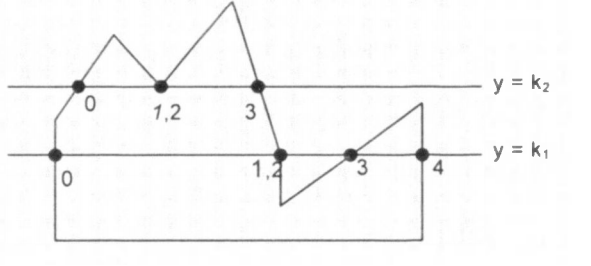 y = k₂
0 1,2 3
y = k₁
0 1,2 3 4